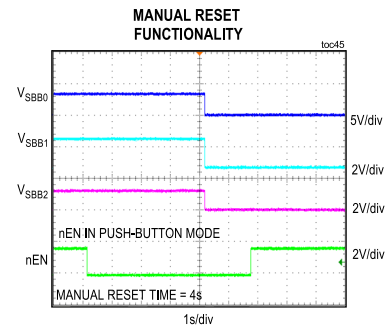 MANUAL RESET
FUNCTIONALITY
toc45
VSBB0
5V/div
VSBB1
2V/div
VSBB2
2V/div
nEN IN PUSH-BUTTON MODE
nEN
2V/div
MANUAL RESET TIME = 4s
1s/div